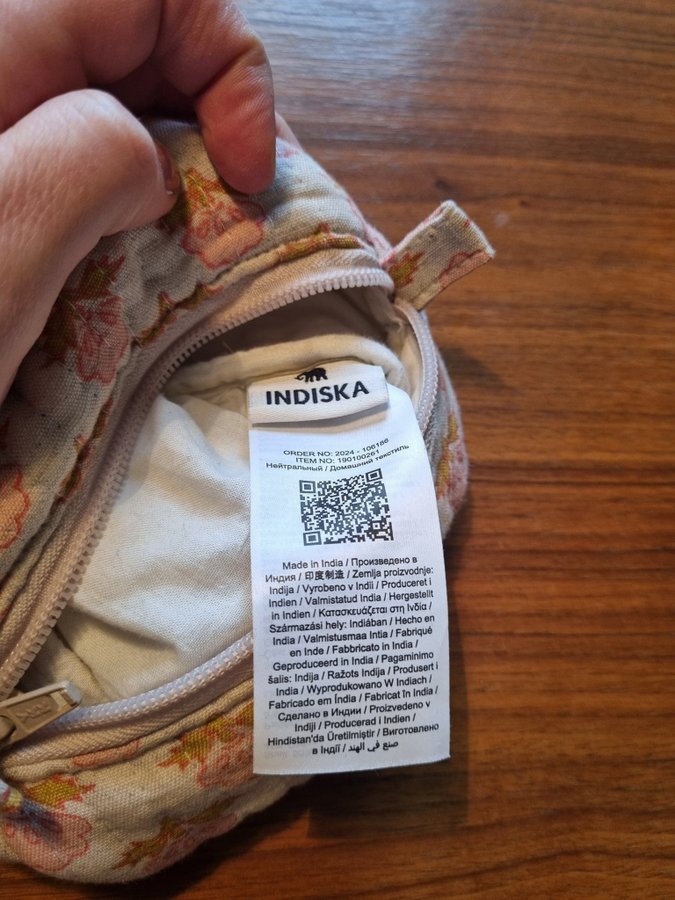 INDISKA
ORDER NO: 2024 - 106186
ITEM NO: 190100261
Нейтральный / Домашний текстиль
Made in India / Произведено в
Индия / 印度制造 / Zemlja proizvodnje:
Indija / Vyrobeno v Indii / Produceret i
Indien / Valmistatud India / Hergestellt
in Indien / Κατασκευάζεται στη Ινδία /
Származási hely: Indiában / Hecho en
India / Valmistusmaa Intia / Fabriqué
en Inde / Fabbricato in India /
Geproduceerd in India / Pagaminimo
šalis: Indija / Ražots Indija / Produsert i
India / Wyprodukowano W Indiach /
Fabricado em Índia / Fabricat în India /
Сделано в Индии / Proizvedeno v
Indiji / Producerad i Indien /
Hindistan'da Üretilmiştir / Виготовлено
в Індії / صنع في الهند